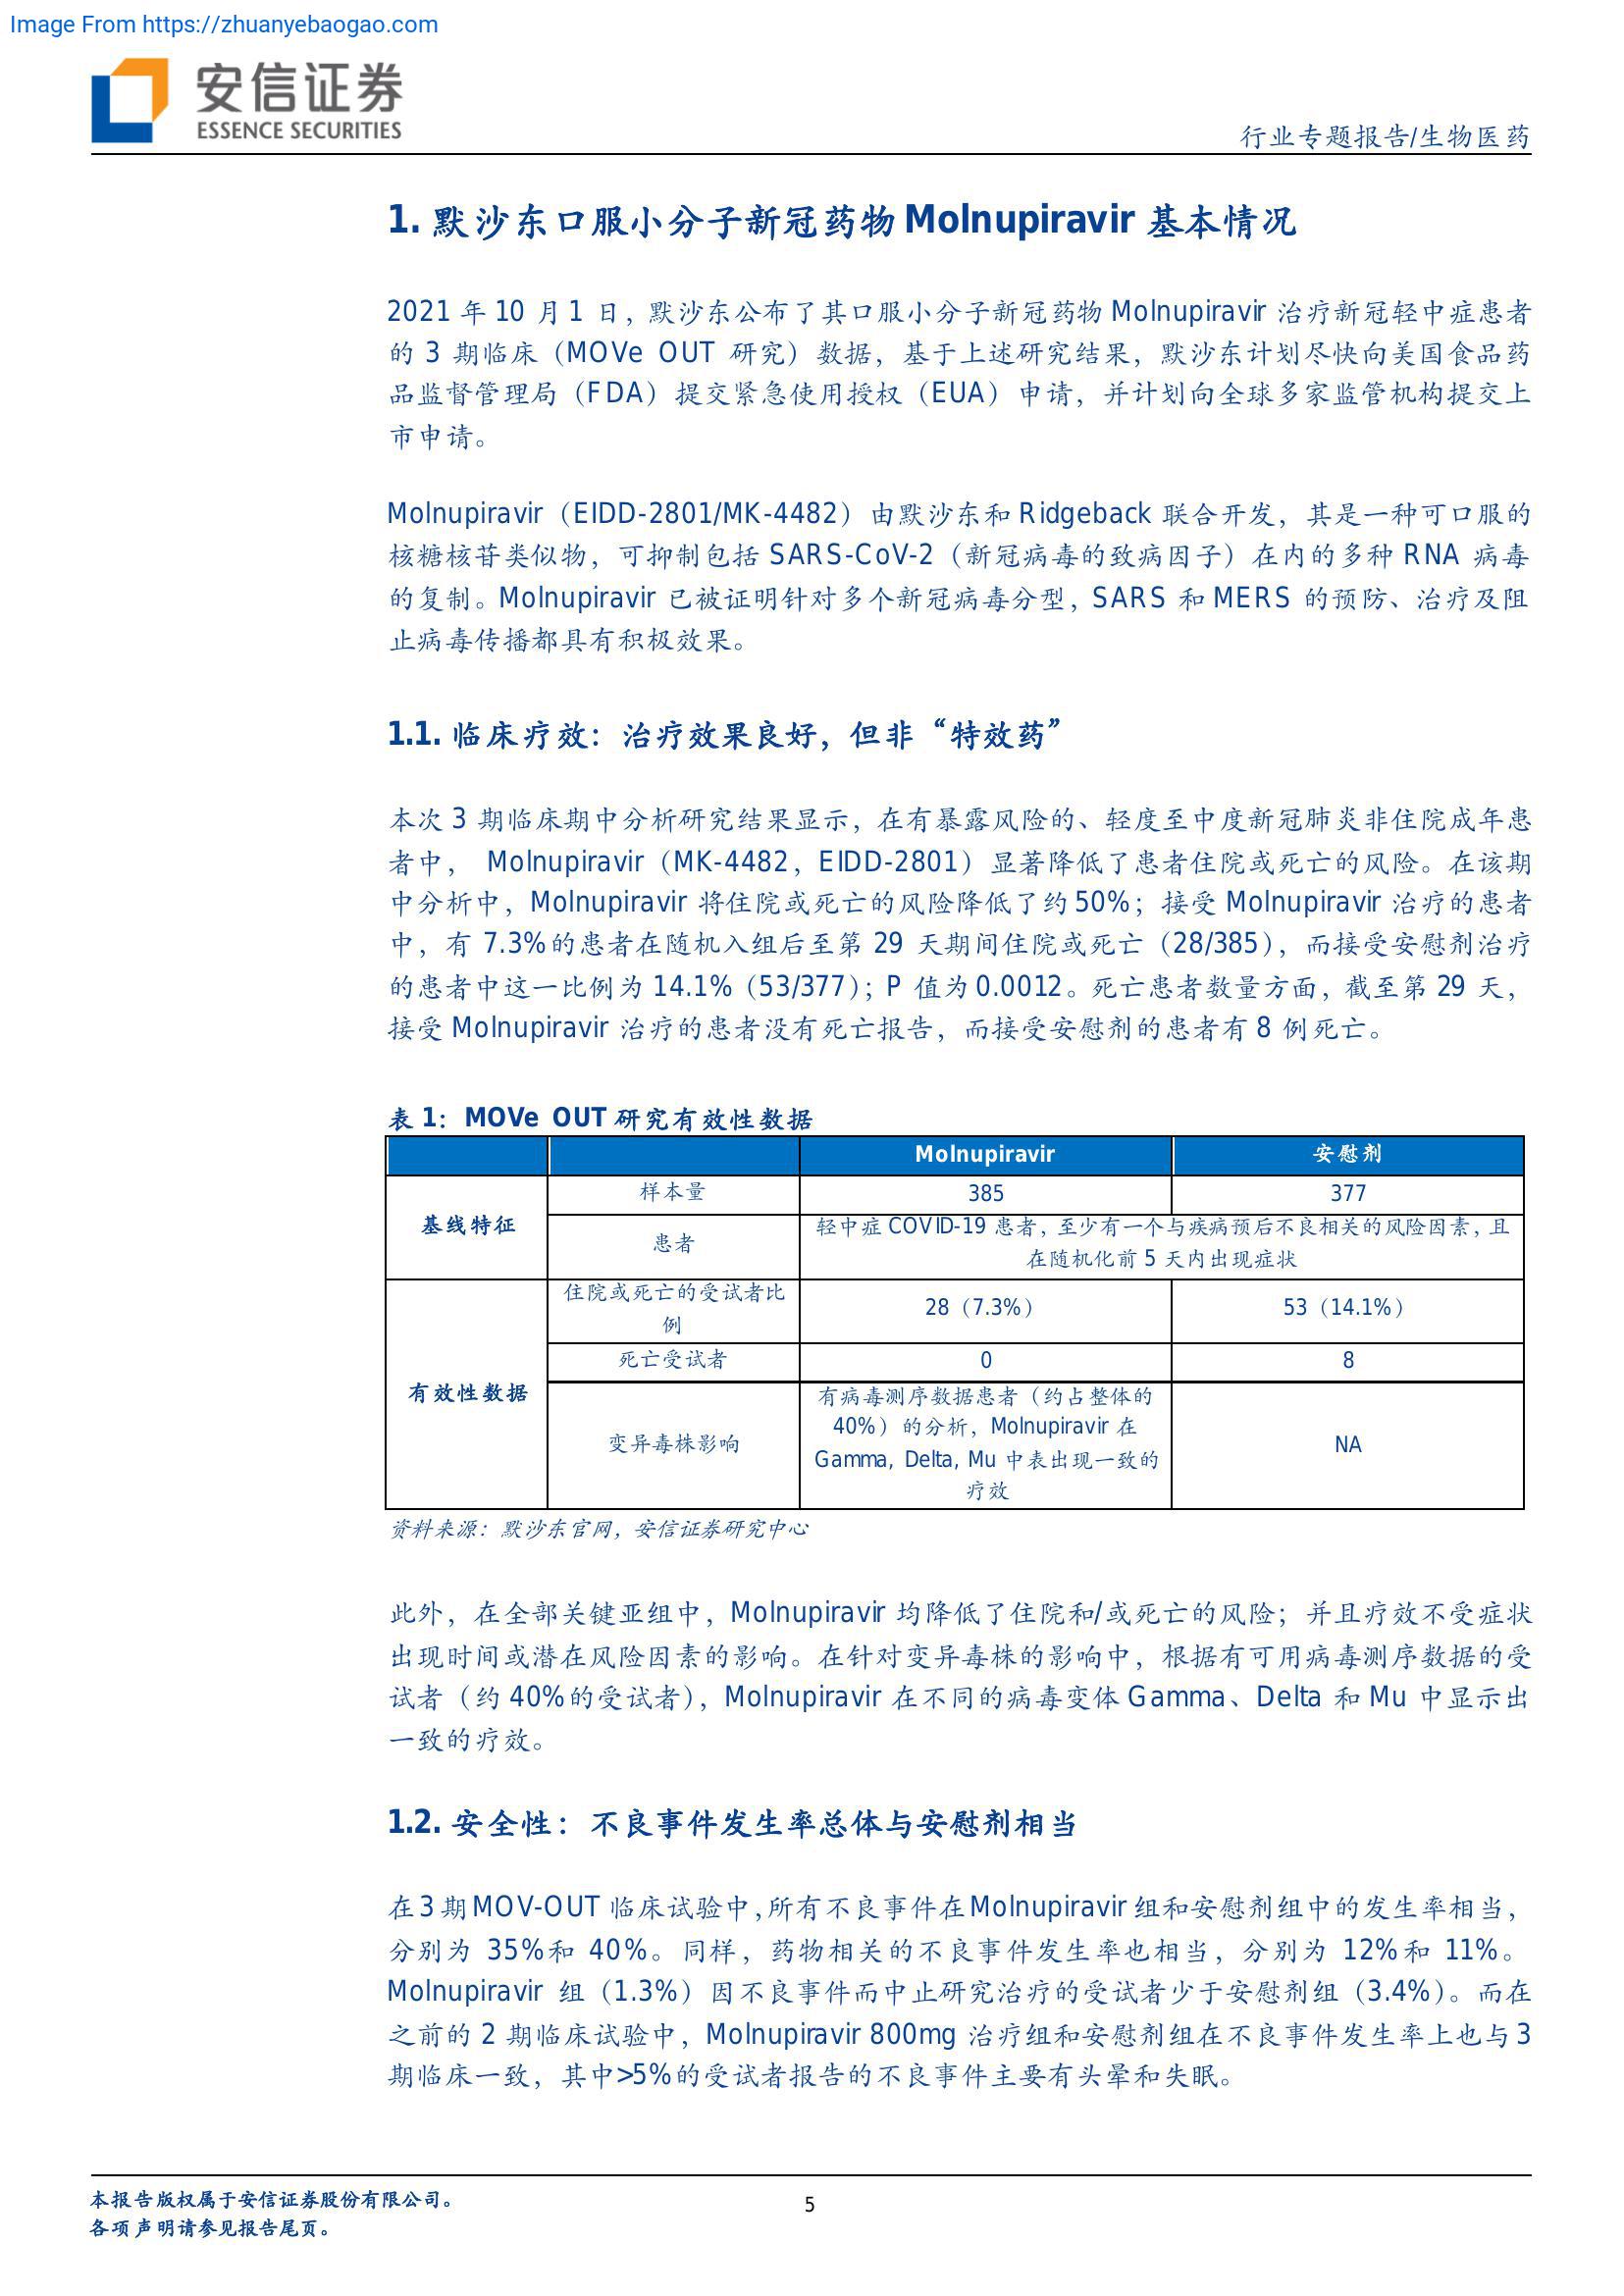 Image From https://zhuanyebaogao.com
安信证券
ESSENCE SECURITIES
行业专题报告/生物医药
1. 默沙东口服小分子新冠药物 Molnupiravir 基本情况
2021 年 10 月 1 日，默沙东公布了其口服小分子新冠药物 Molnupiravir 治疗新冠轻中症患者
的 3 期临床（MOVe OUT 研究）数据，基于上述研究结果，默沙东计划尽快向美国食品药
品监督管理局（FDA）提交紧急使用授权（EUA）申请，并计划向全球多家监管机构提交上
市申请。
Molnupiravir（EIDD-2801/MK-4482）由默沙东和 Ridgeback 联合开发，其是一种可口服的
核糖核苷类似物，可抑制包括 SARS-CoV-2（新冠病毒的致病因子）在内的多种 RNA 病毒
的复制。Molnupiravir 已被证明针对多个新冠病毒分型，SARS 和 MERS 的预防、治疗及阻
止病毒传播都具有积极效果。
1.1. 临床疗效：治疗效果良好，但非“特效药”
本次 3 期临床期中分析研究结果显示，在有暴露风险的、轻度至中度新冠肺炎非住院成年患
者中， Molnupiravir（MK-4482，EIDD-2801）显著降低了患者住院或死亡的风险。在该期
中分析中，Molnupiravir 将住院或死亡的风险降低了约 50%；接受 Molnupiravir 治疗的患者
中，有 7.3%的患者在随机入组后至第 29 天期间住院或死亡（28/385），而接受安慰剂治疗
的患者中这一比例为 14.1%（53/377）；P 值为 0.0012。死亡患者数量方面，截至第 29 天，
接受 Molnupiravir 治疗的患者没有死亡报告，而接受安慰剂的患者有 8 例死亡。
表 1：MOVe OUT 研究有效性数据
Molnupiravir 安慰剂
基线特征 样本量 385 377
患者 轻中症 COVID-19 患者，至少有一个与疾病预后不良相关的风险因素，且
在随机化前 5 天内出现症状
有效性数据 住院或死亡的受试者比
例 28（7.3%） 53（14.1%）
死亡受试者 0 8
变异毒株影响 有病毒测序数据患者（约占整体的
40%）的分析，Molnupiravir 在
Gamma, Delta, Mu 中表出现一致的
疗效 NA
资料来源：默沙东官网，安信证券研究中心
此外，在全部关键亚组中，Molnupiravir 均降低了住院和/或死亡的风险；并且疗效不受症状
出现时间或潜在风险因素的影响。在针对变异毒株的影响中，根据有可用病毒测序数据的受
试者（约 40%的受试者），Molnupiravir 在不同的病毒变体 Gamma、Delta 和 Mu 中显示出
一致的疗效。
1.2. 安全性：不良事件发生率总体与安慰剂相当
在 3 期 MOV-OUT 临床试验中，所有不良事件在 Molnupiravir 组和安慰剂组中的发生率相当，
分别为 35%和 40%。同样，药物相关的不良事件发生率也相当，分别为 12%和 11%。
Molnupiravir 组（1.3%）因不良事件而中止研究治疗的受试者少于安慰剂组（3.4%）。而在
之前的 2 期临床试验中，Molnupiravir 800mg 治疗组和安慰剂组在不良事件发生率上也与 3
期临床一致，其中>5%的受试者报告的不良事件主要有头晕和失眠。
本报告版权属于安信证券股份有限公司。
各项声明请参见报告尾页。
5